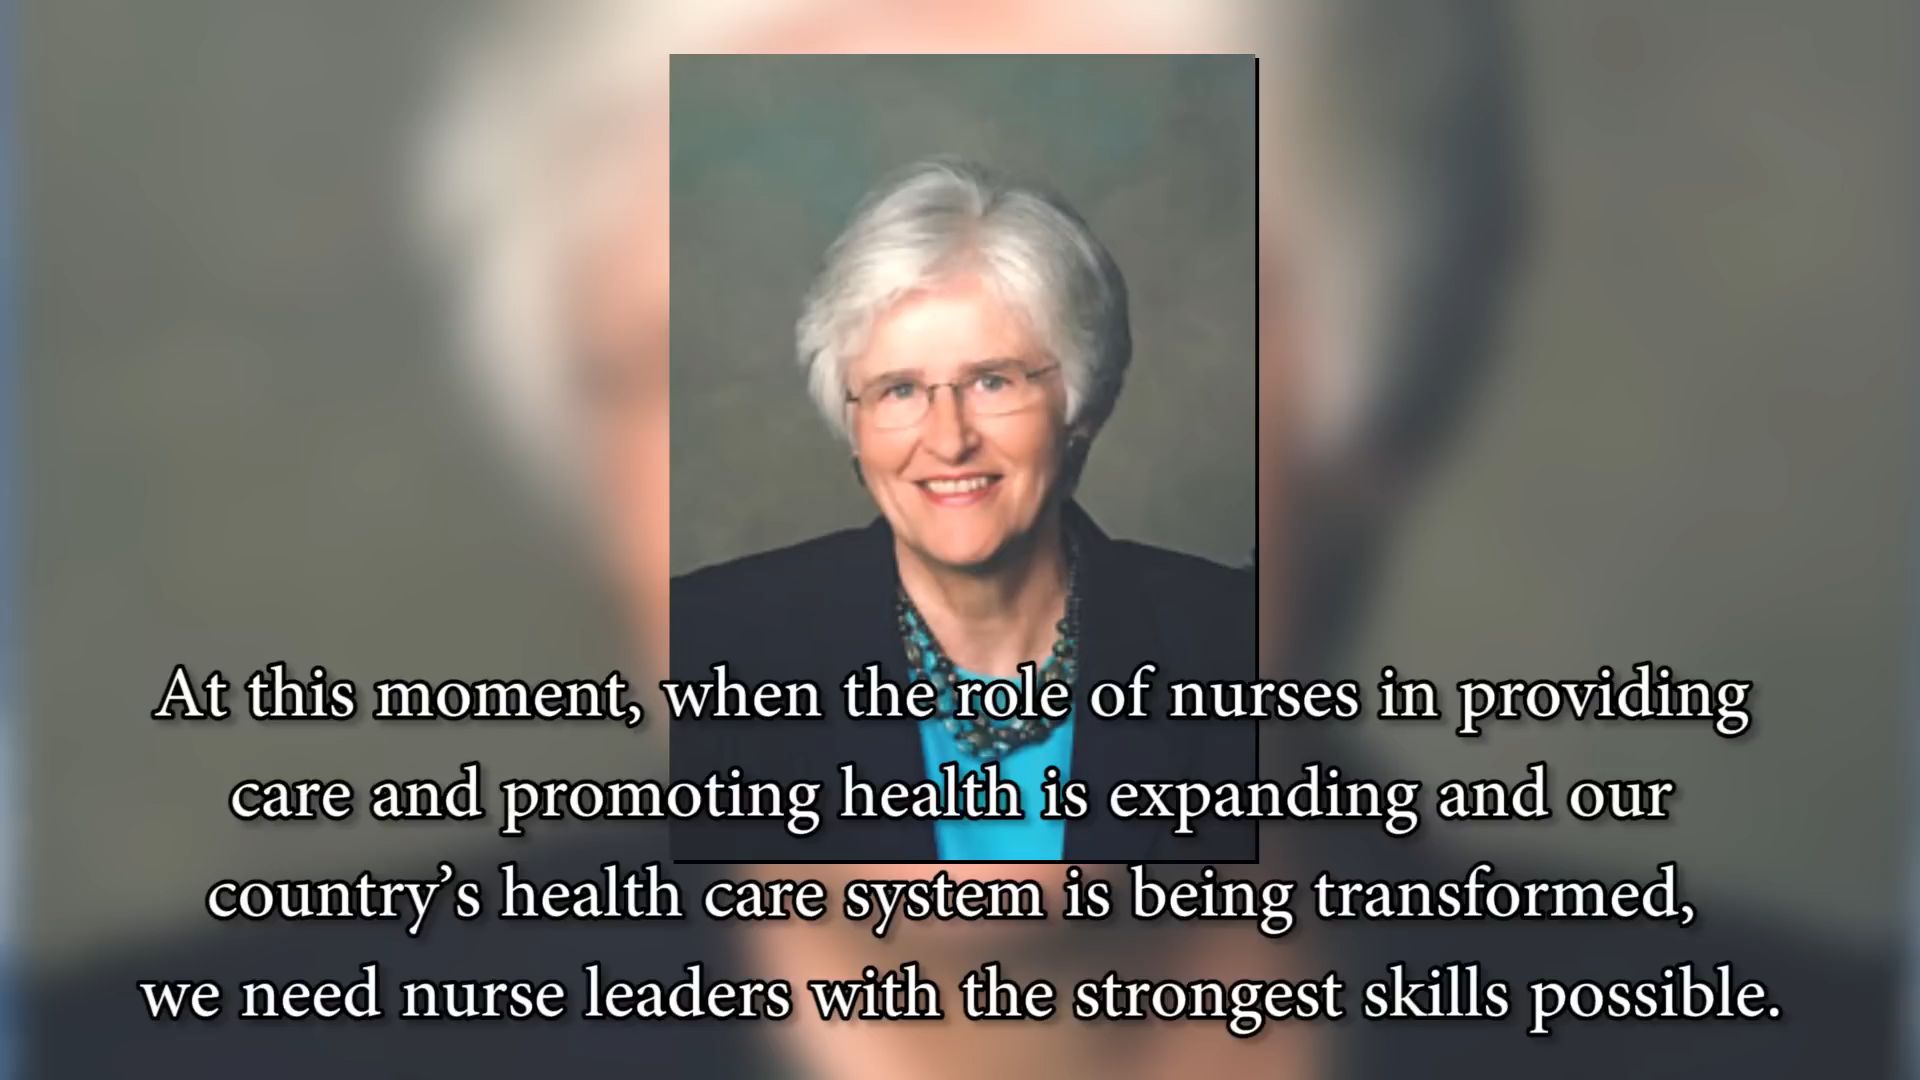 At this moment, when the role of nurses in providing
care and promoting health is expanding and our
country’s health care system is being transformed,
we need nurse leaders with the strongest skills possible.